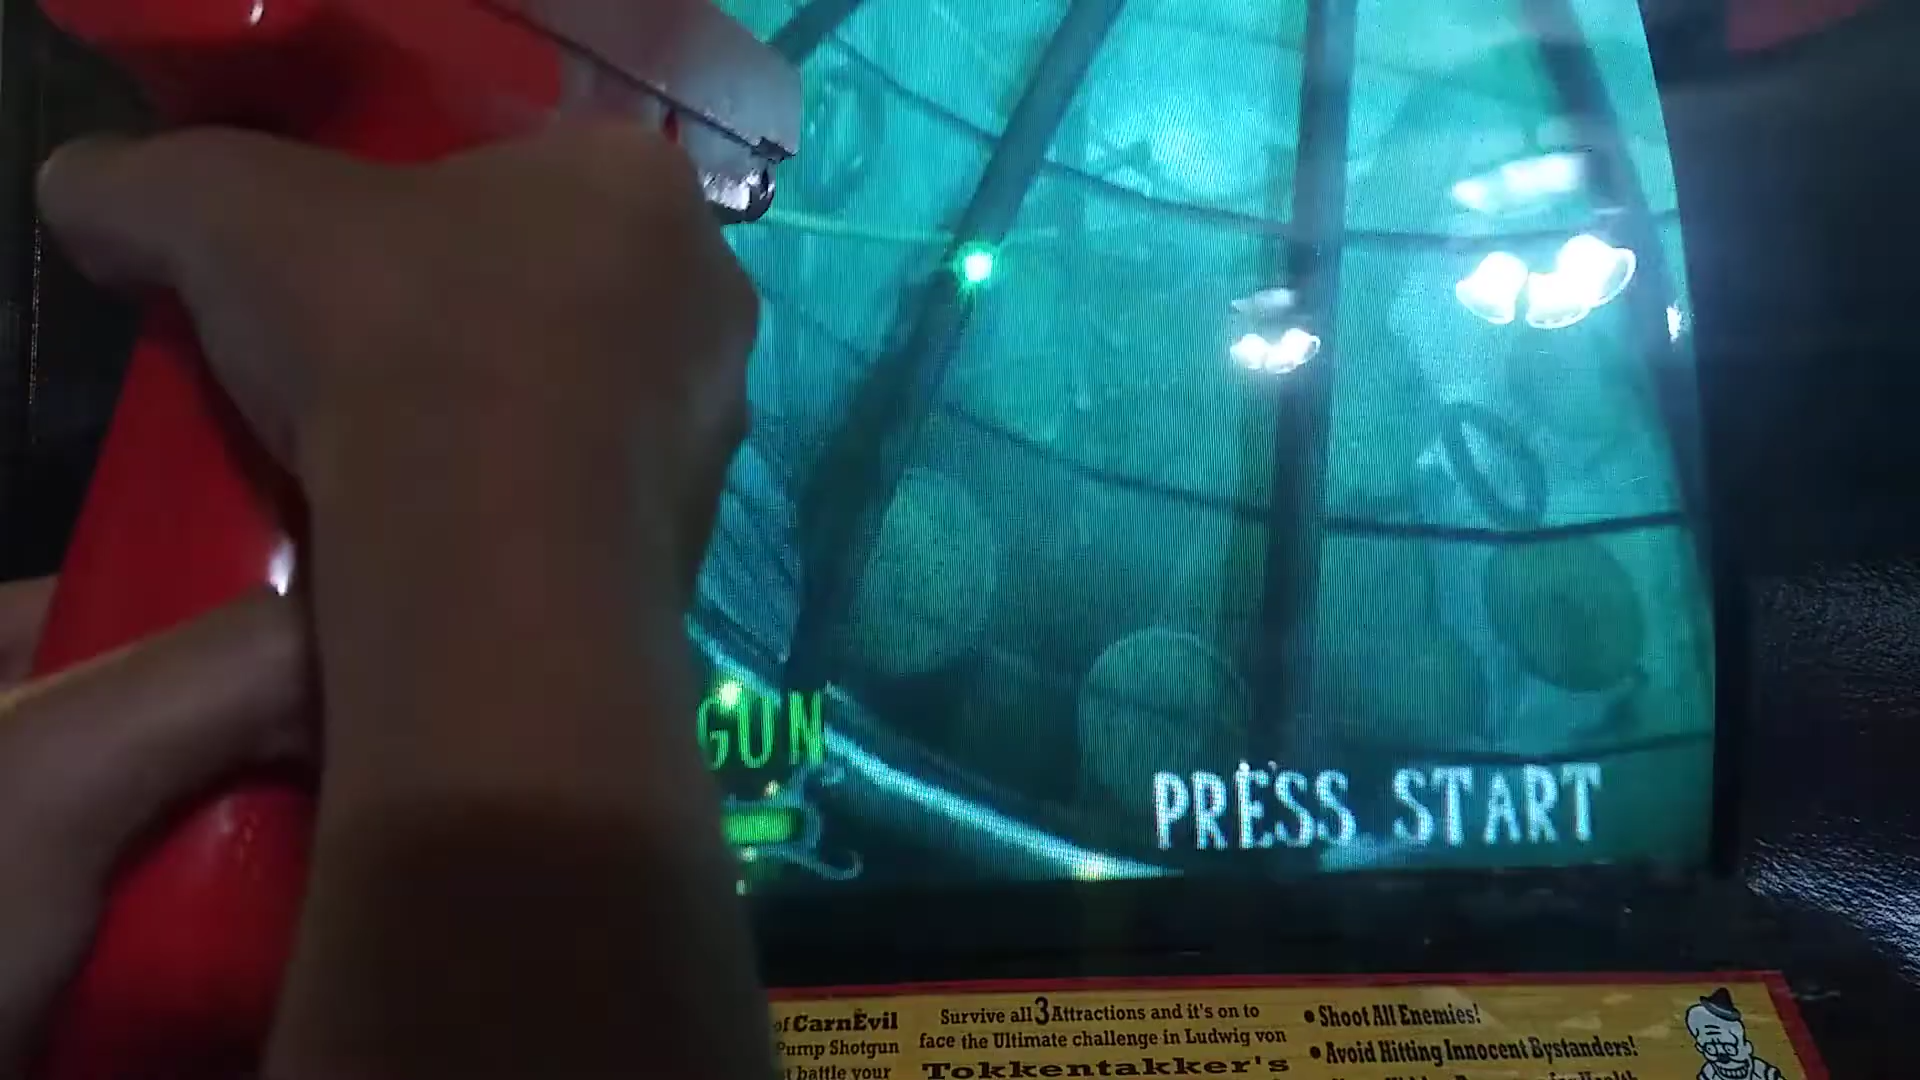 GUN
PRESS START
of CarnEvil
Pump Shotgun
battle your
Survive all 3 Attractions and it's on to
face the Ultimate challenge in Ludwig von
Tokkentakker's
• Shoot All Enemies!
• Avoid Hitting Innocent Bystanders!